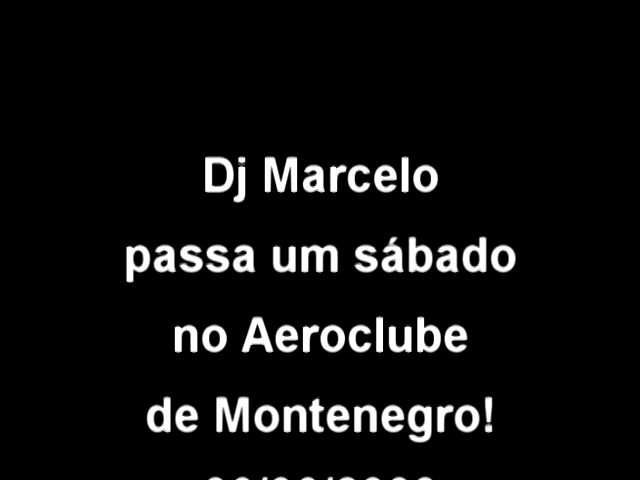 Dj Marcelo
passa um sábado
no Aeroclube
de Montenegro!